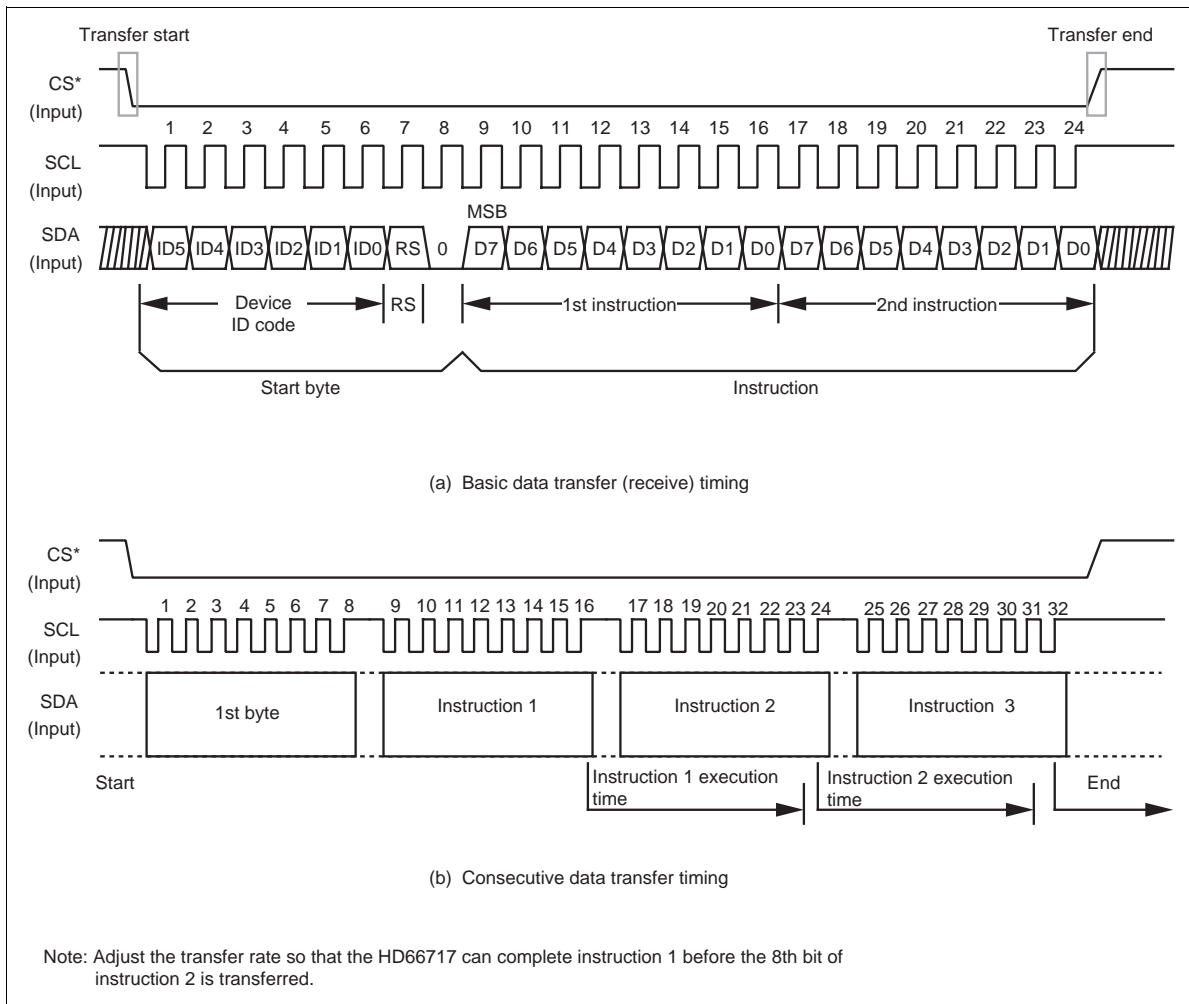 Transfer start
Transfer end
CS*
(Input)
1 2 3 4 5 6 7 8 9 10 11 12 13 14 15 16 17 18 19 20 21 22 23 24
SCL
(Input)
MSB
SDA
(Input)
ID5 ID4 ID3 ID2 ID1 ID0 RS 0 D7 D6 D5 D4 D3 D2 D1 D0 D7 D6 D5 D4 D3 D2 D1 D0
Device
ID code
RS
1st instruction
2nd instruction
Start byte
Instruction
(a) Basic data transfer (receive) timing
CS*
(Input)
1 2 3 4 5 6 7 8 9 10 11 12 13 14 15 16 17 18 19 20 21 22 23 24 25 26 27 28 29 30 31 32
SCL
(Input)
SDA
(Input)
1st byte
Instruction 1
Instruction 2
Instruction 3
Start
Instruction 1 execution
time
Instruction 2 execution
time
End
(b) Consecutive data transfer timing
Note: Adjust the transfer rate so that the HD66717 can complete instruction 1 before the 8th bit of
instruction 2 is transferred.